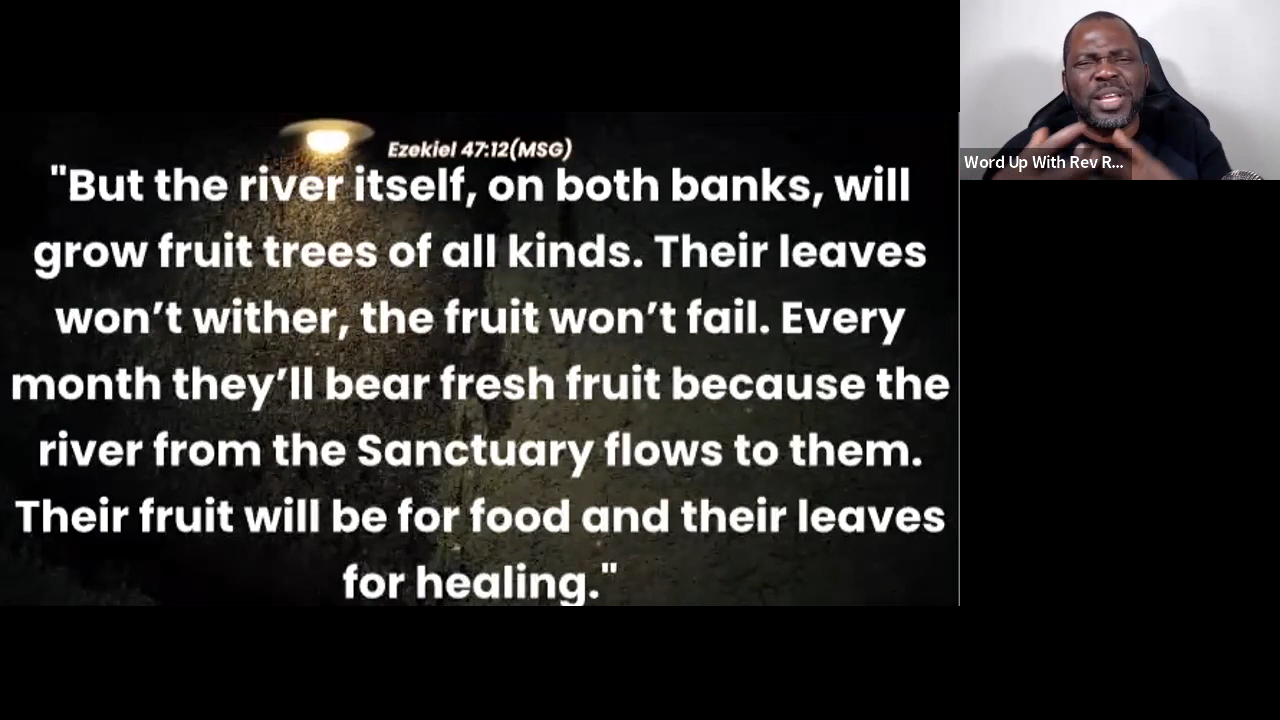 Ezekiel 47:12(MSG)
"But the river itself, on both banks, will
grow fruit trees of all kinds. Their leaves
won’t wither, the fruit won’t fail. Every
month they’ll bear fresh fruit because the
river from the Sanctuary flows to them.
Their fruit will be for food and their leaves
for healing."
Word Up With Rev R...